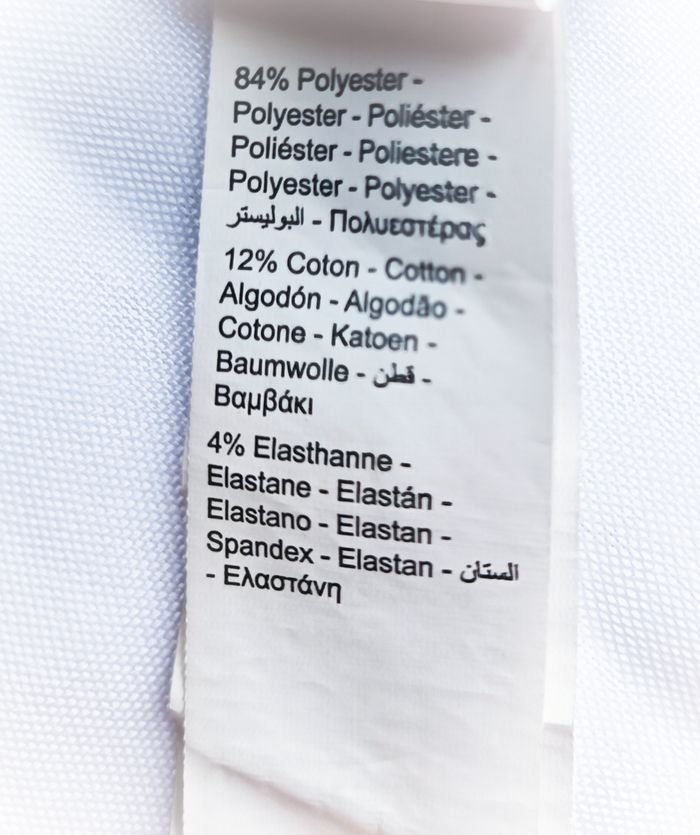 84% Polyester -
Polyester - Poliéster -
Poliéster - Poliestere -
Polyester - Polyester -
البوليستر - Πολυεστέρας
12% Coton - Cotton -
Algodón - Algodão -
Cotone - Katoen -
Baumwolle - قطن -
Βαμβάκι
4% Elasthanne -
Elastane - Elastán -
Elastano - Elastan -
Spandex - Elastan - الستان
- Ελαστάνη